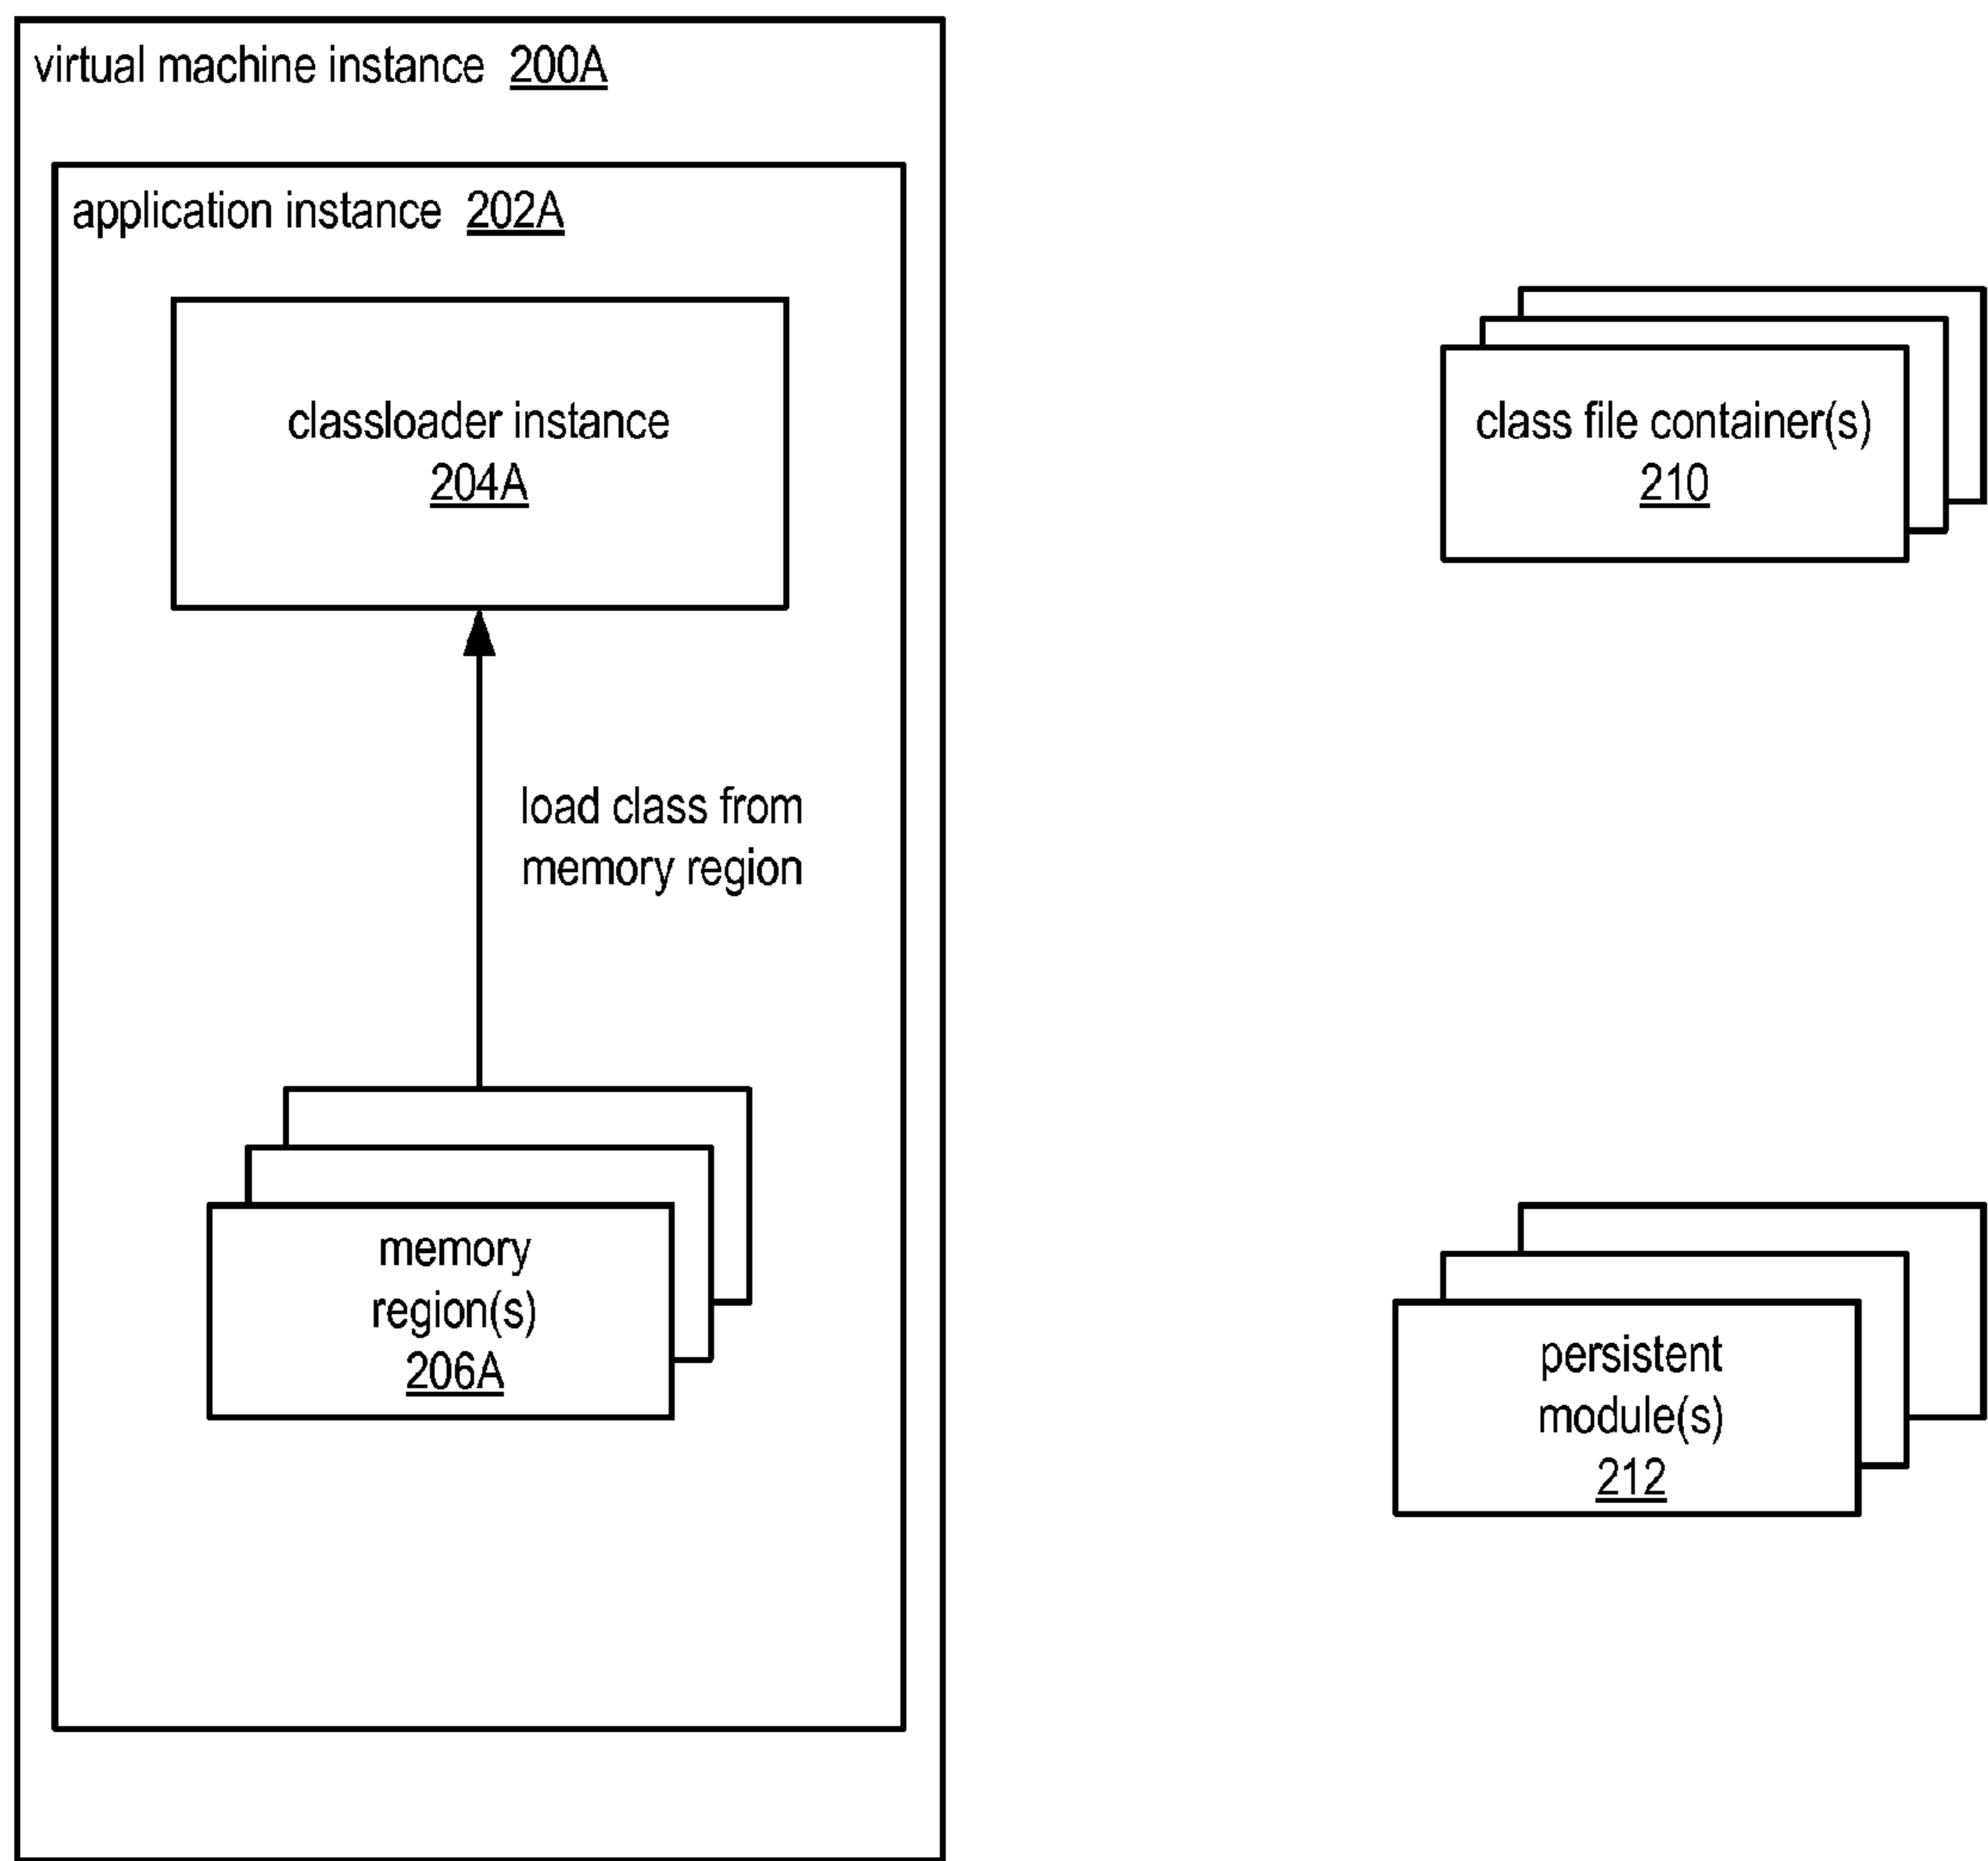 virtual machine instance 200A
application instance 202A
classloader instance
204A
class file container(s)
210
load class from
memory region
memory
region(s)
206A
persistent
module(s)
212